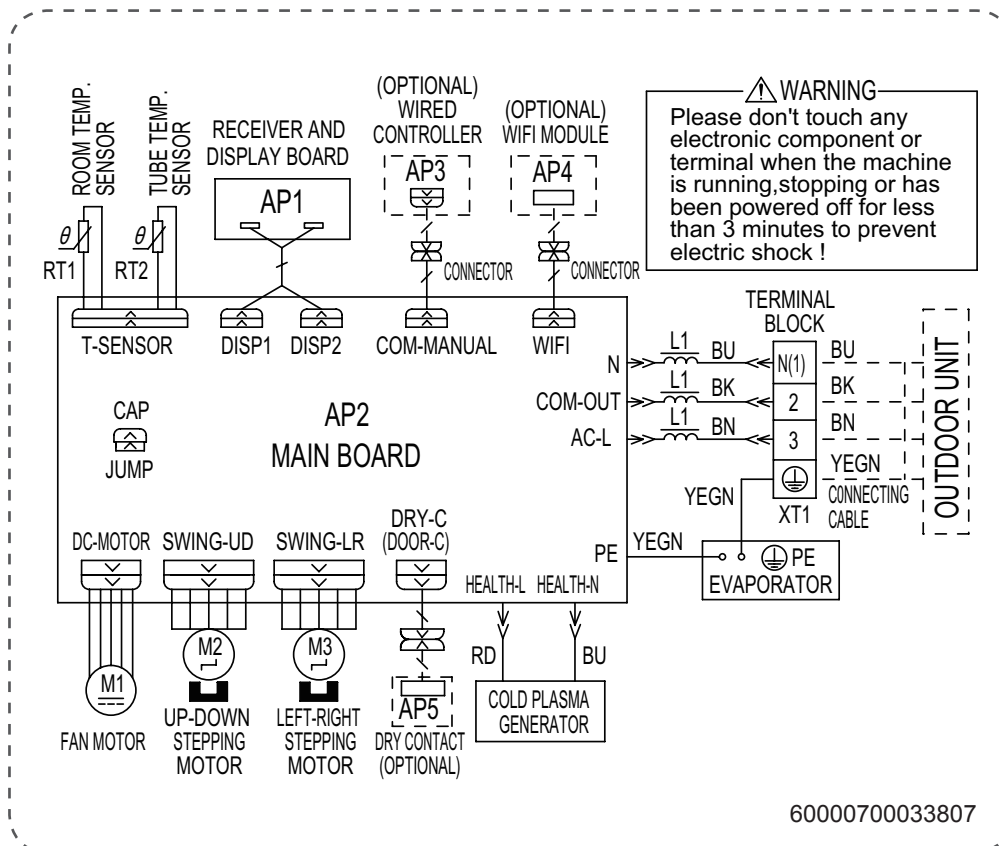 ROOM TEMP.
SENSOR
TUBE TEMP.
SENSOR
RECEIVER AND
DISPLAY BOARD
(OPTIONAL)
WIRED
CONTROLLER
(OPTIONAL)
WIFI MODULE
WARNING
Please don't touch any
electronic component or
terminal when the machine
is running,stopping or has
been powered off for less
than 3 minutes to prevent
electric shock !
AP1
AP3
AP4
θ
RT1
θ
RT2
CONNECTOR
CONNECTOR
T-SENSOR
DISP1
DISP2
COM-MANUAL
WIFI
TERMINAL
BLOCK
N
L1
BU
N(1)
BU
COM-OUT
L1
BK
2
BK
AC-L
L1
BN
3
BN
YEGN
YEGN
XT1
CONNECTING
CABLE
OUTDOOR UNIT
CAP
JUMP
AP2
MAIN BOARD
DC-MOTOR
SWING-UD
SWING-LR
DRY-C
(DOOR-C)
HEALTH-L
HEALTH-N
PE
YEGN
PE
EVAPORATOR
M1
M2
M3
AP5
RD
BU
COLD PLASMA
GENERATOR
FAN MOTOR
UP-DOWN
STEPPING
MOTOR
LEFT-RIGHT
STEPPING
MOTOR
DRY CONTACT
(OPTIONAL)
60000700033807